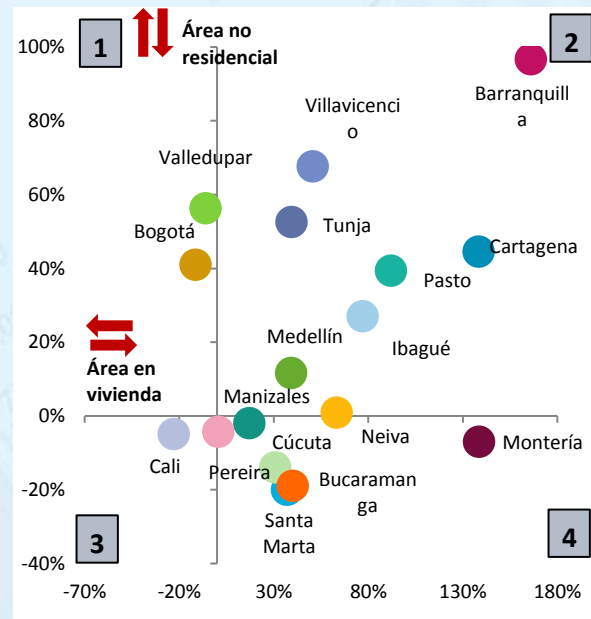 1
Área no
residencial
2
100%
Barranquill
a
Villavicenci
o
80%
Valledupar
60%
Tunja
Bogotá
Cartagena
40%
Pasto
Ibagué
Medellín
20%
Área en
vivienda
Manizales
0%
Cúcuta
Neiva
Montería
Cali
Pereira
Bucaramanga
nga
-20%
Santa
Marta
3
4
-40%
-70%
-20%
30%
80%
130%
180%